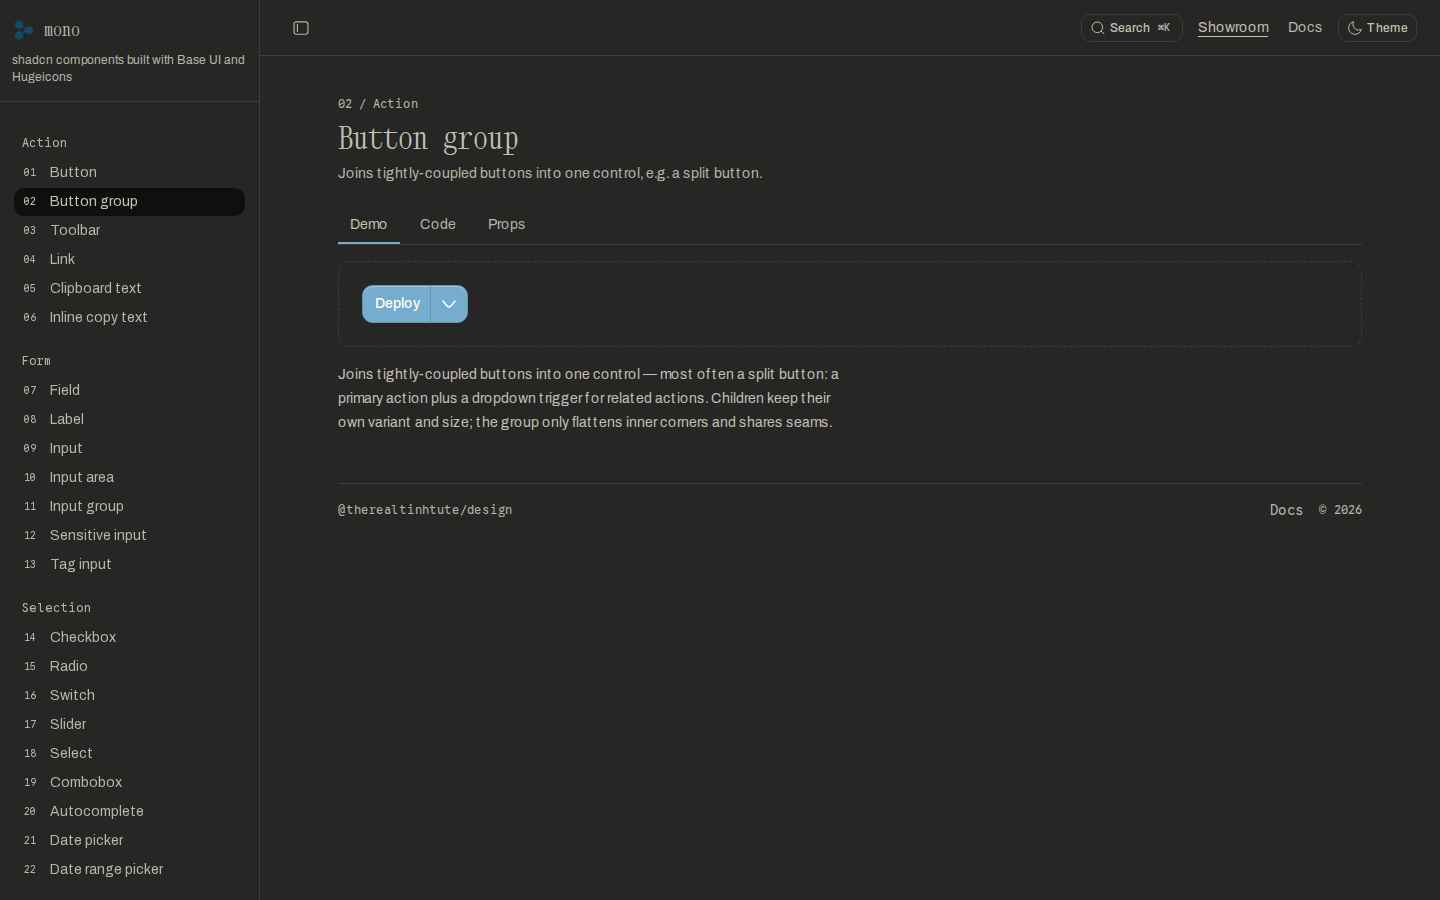 mono
shadcn components built with Base UI and
Hugeicons
Action
01 Button
02 Button group
03 Toolbar
04 Link
05 Clipboard text
06 Inline copy text
Form
07 Field
08 Label
09 Input
10 Input area
11 Input group
12 Sensitive input
13 Tag input
Selection
14 Checkbox
15 Radio
16 Switch
17 Slider
18 Select
19 Combobox
20 Autocomplete
21 Date picker
22 Date range picker
Search ⌘K Showroom Docs Theme
02 / Action
Button group
Joins tightly-coupled buttons into one control, e.g. a split button.
Demo Code Props
Deploy
Joins tightly-coupled buttons into one control — most often a split button: a
primary action plus a dropdown trigger for related actions. Children keep their
own variant and size; the group only flattens inner corners and shares seams.
@therealtinhtute/design
Docs © 2026